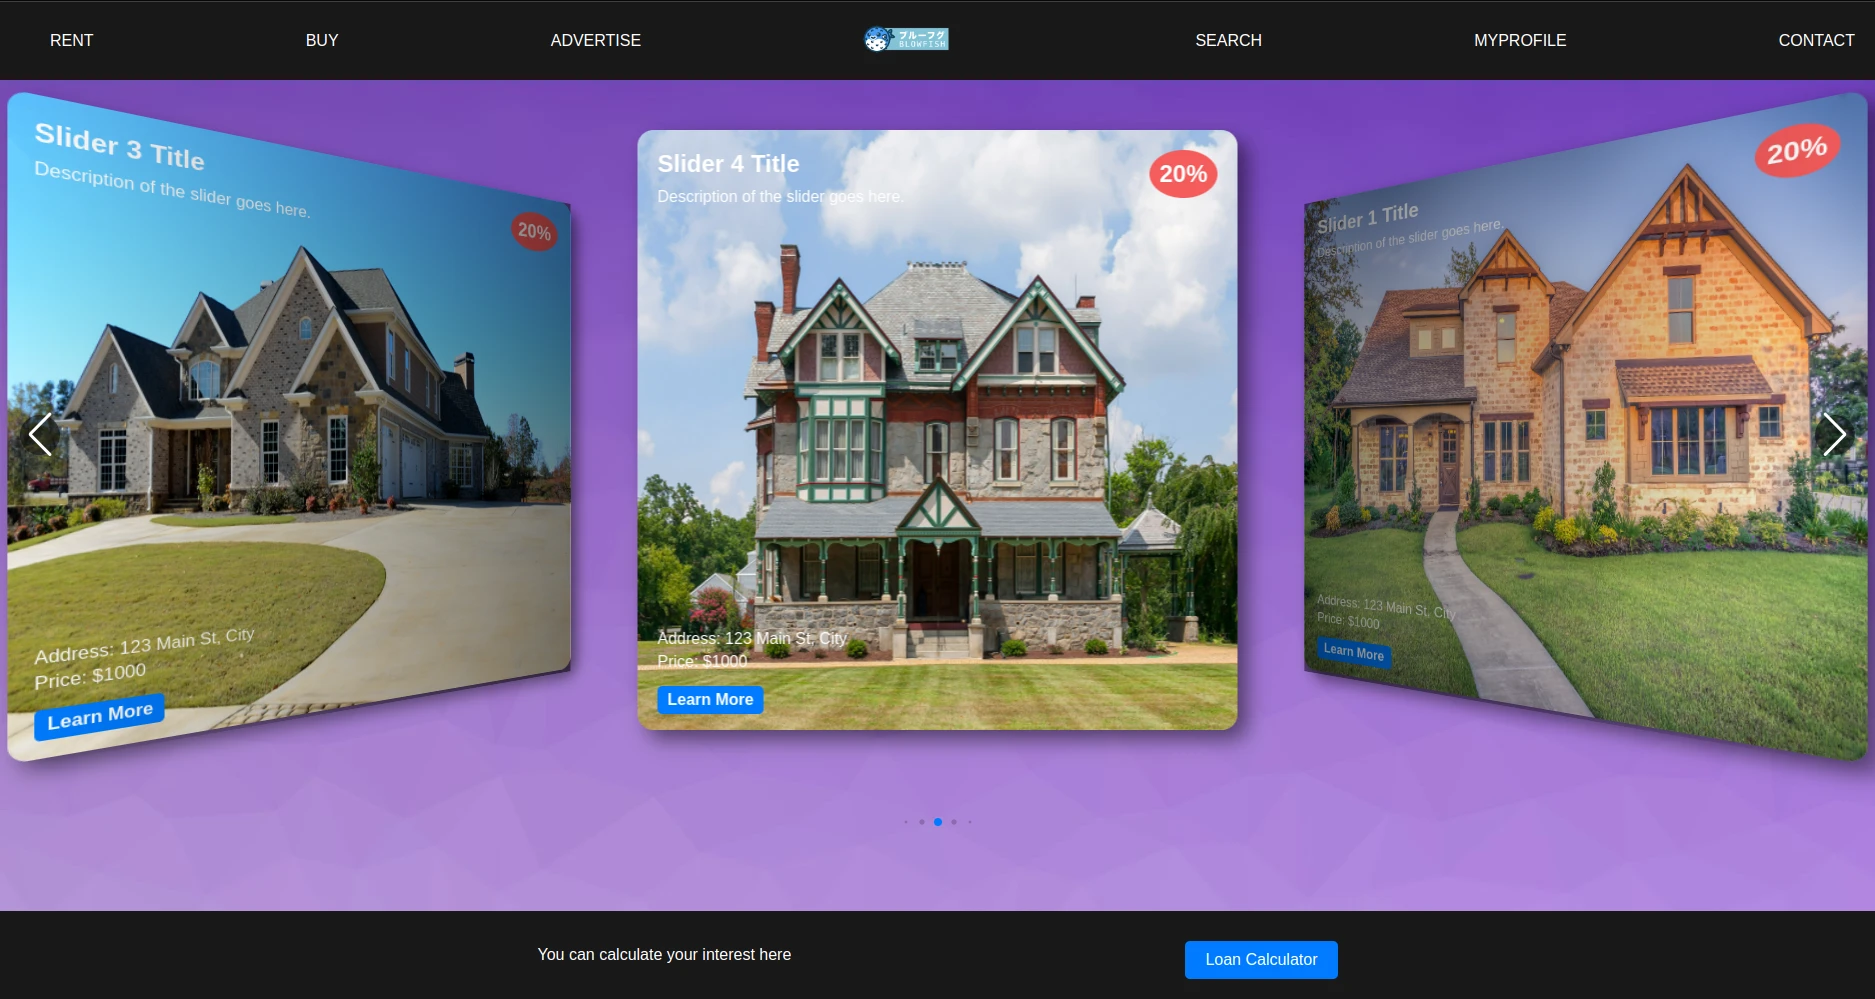 RENT
BUY
ADVERTISE
ブルーフグ
BLOWFISH
SEARCH
MYPROFILE
CONTACT
Slider 3 Title
Description of the slider goes here.
20%
Address: 123 Main St, City
Price: $1000
Learn More
Slider 4 Title
Description of the slider goes here.
20%
Address: 123 Main St, City
Price: $1000
Learn More
Slider 1 Title
Description of the slider goes here.
20%
Address: 123 Main St, City
Price: $1000
Learn More
You can calculate your interest here
Loan Calculator